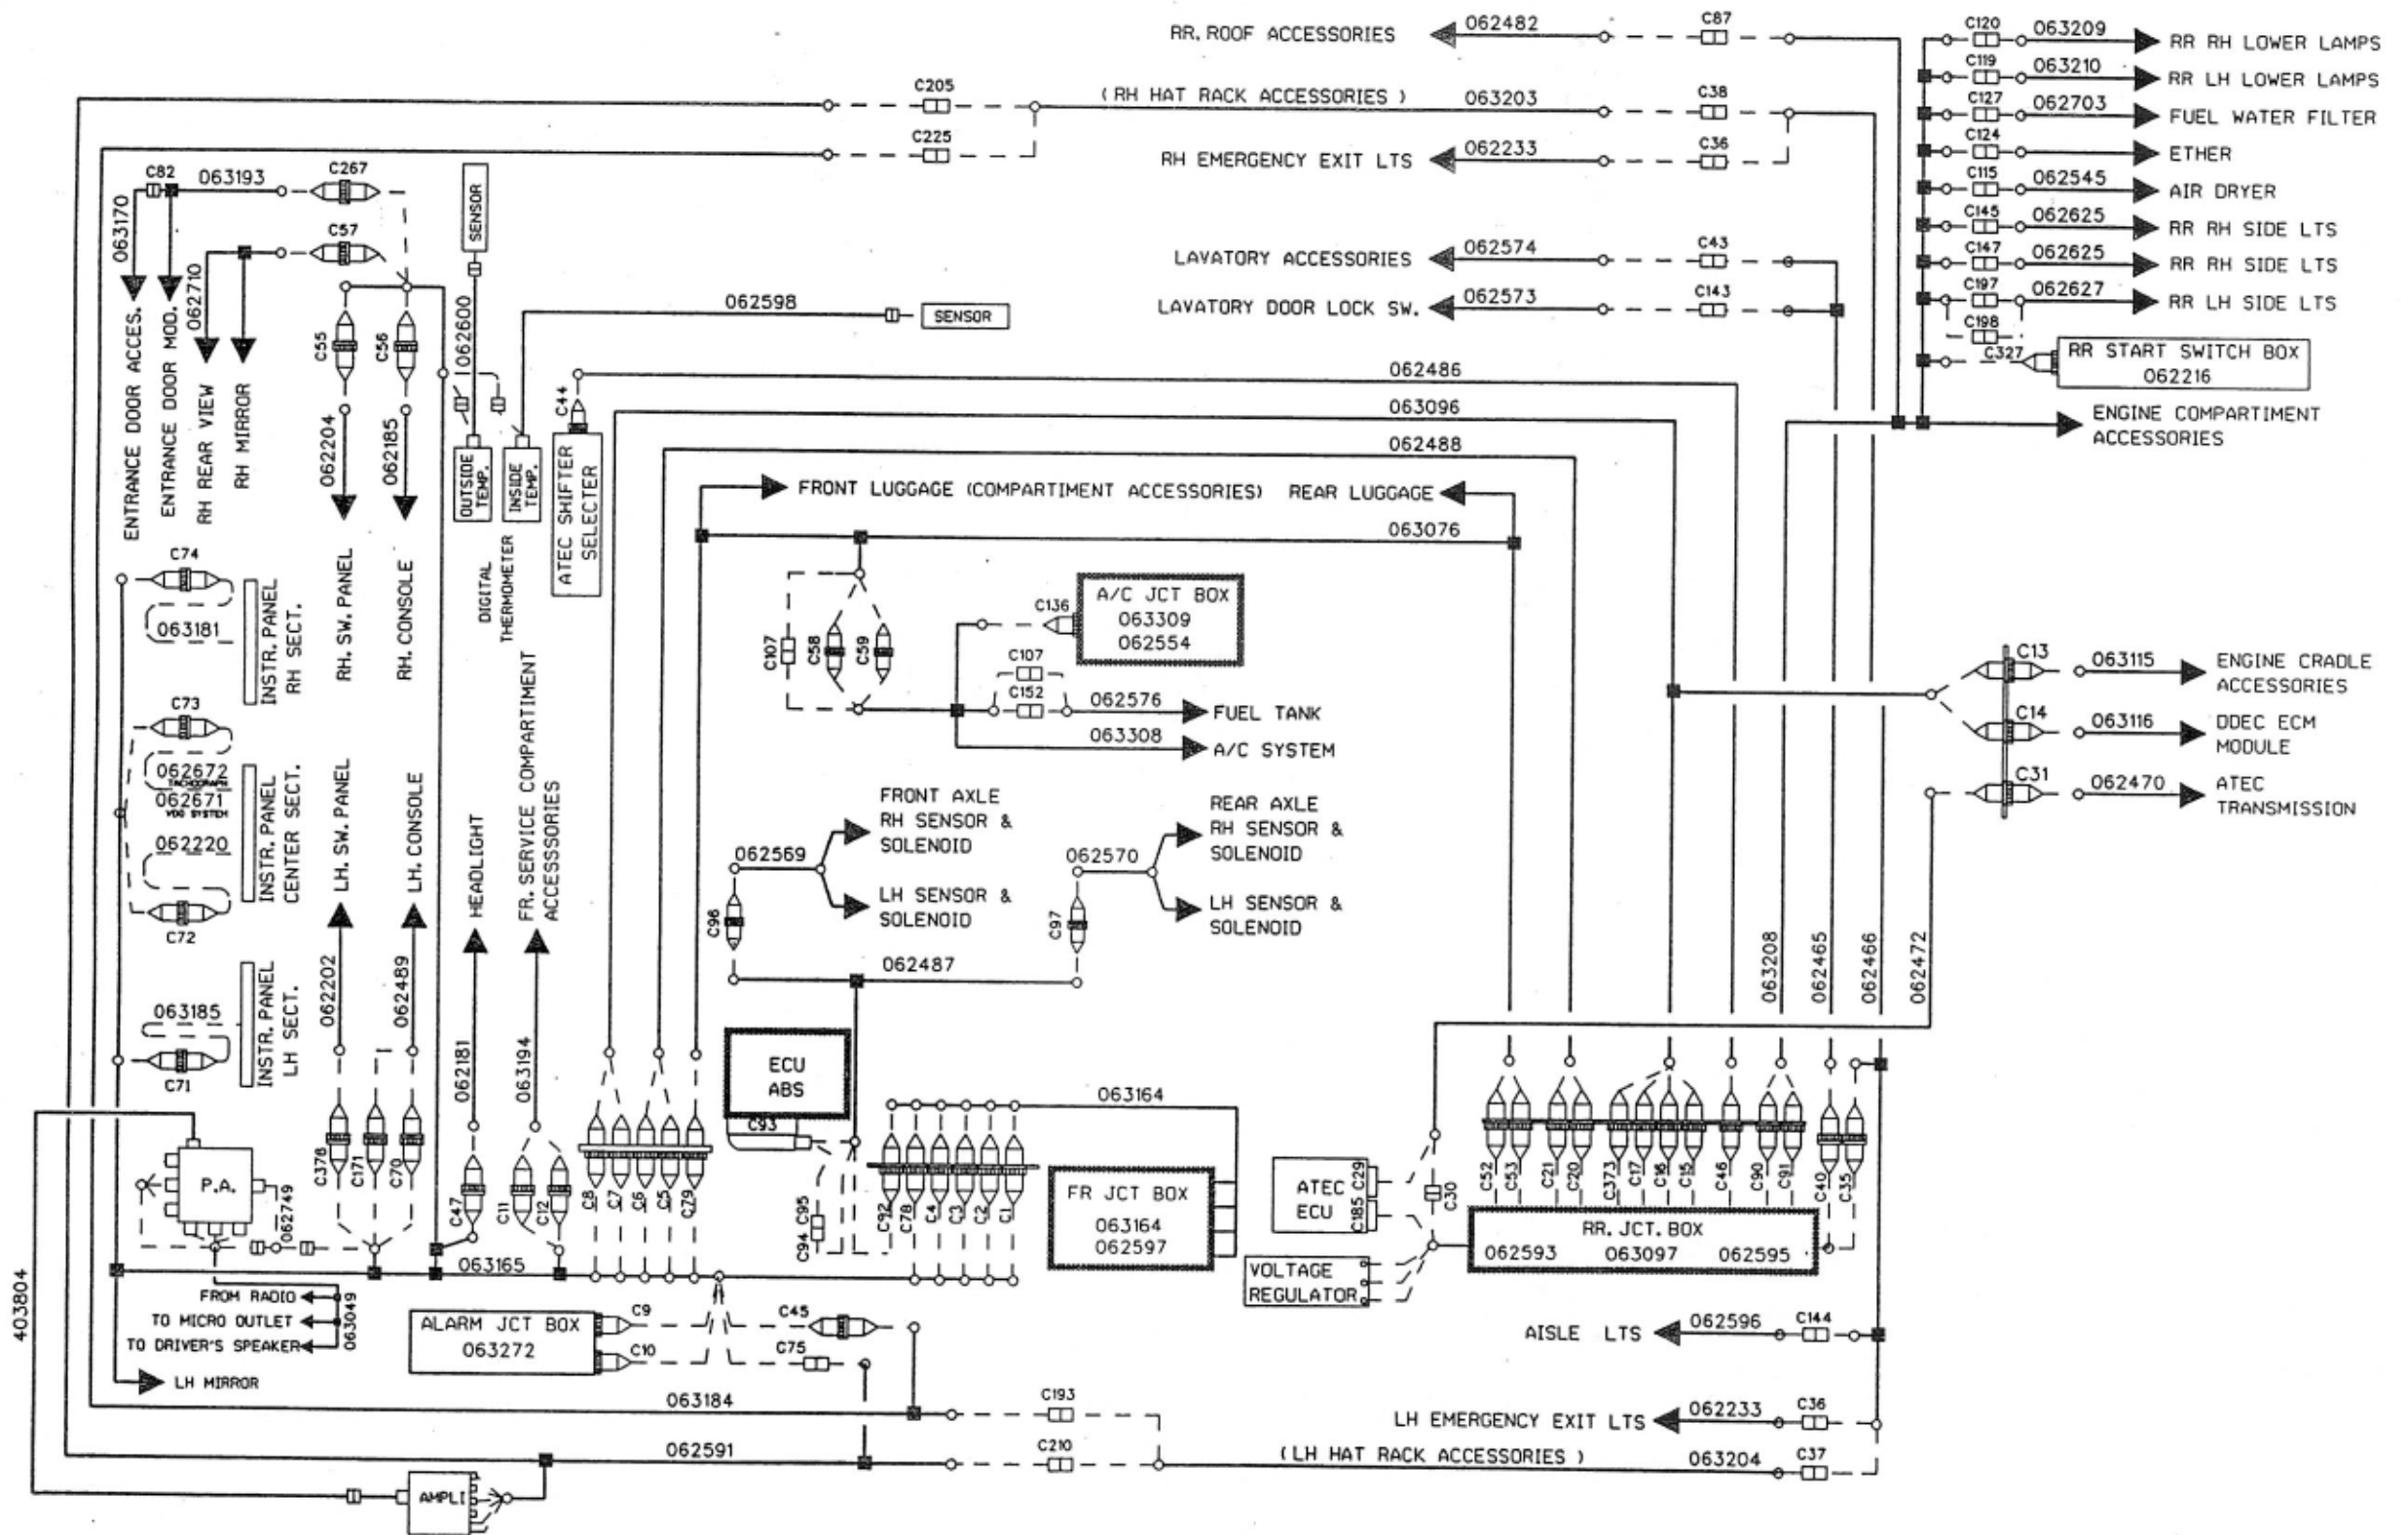 RR. ROOF ACCESSORIES
062482
C87
C120
063209
RR RH LOWER LAMPS
C119
063210
RR LH LOWER LAMPS
C205
( RH HAT RACK ACCESSORIES )
063203
C38
C127
062703
FUEL WATER FILTER
C225
RH EMERGENCY EXIT LTS
062233
C36
C124
ETHER
C115
062545
AIR DRYER
C145
062625
RR RH SIDE LTS
C147
062625
RR RH SIDE LTS
C197
062627
RR LH SIDE LTS
C198
C327
RR START SWITCH BOX
062216
ENGINE COMPARTIMENT
ACCESSORIES
LAVATORY ACCESSORIES
062574
C43
LAVATORY DOOR LOCK SW.
062573
C143
C82
063193
C267
063170
C57
062710
ENTRANCE DOOR ACCES.
ENTRANCE DOOR MOD.
RH REAR VIEW
RH MIRROR
C55
C56
062204
062185
RH. SW. PANEL
RH. CONSOLE
SENSOR
062600
062598
SENSOR
OUTSIDE
TEMP.
INSIDE
TEMP.
DIGITAL
THERMOMETER
C44
ATEC SHIFTER
SELECTER
062486
063096
062488
FRONT LUGGAGE (COMPARTIMENT ACCESSORIES)
REAR LUGGAGE
063076
C74
063181
INSTR. PANEL
RH SECT.
C73
062672
TACHOGRAPH
062671
VDO SYSTEM
062220
C72
INSTR. PANEL
CENTER SECT.
063185
C71
INSTR. PANEL
LH SECT.
LH. SW. PANEL
LH. CONSOLE
062202
062489
HEADLIGHT
FR. SERVICE COMPARTIMENT
ACCESSSORIES
062181
063194
C107
C58
C59
C136
A/C JCT BOX
063309
062554
C107
C152
062576
FUEL TANK
063308
A/C SYSTEM
C13
063115
ENGINE CRADLE
ACCESSORIES
C14
063116
DDEC ECM
MODULE
C31
062470
ATEC
TRANSMISSION
FRONT AXLE
RH SENSOR &
SOLENOID
062569
LH SENSOR &
SOLENOID
C96
REAR AXLE
RH SENSOR &
SOLENOID
062570
LH SENSOR &
SOLENOID
C97
062487
063208
062465
062466
062472
ECU
ABS
C93
063164
FR JCT BOX
063164
062597
C95
C94
C92
C78
C4
C3
C2
C1
C8
C7
C6
C5
C79
C47
C11
C12
C376
C171
C70
P.A.
062749
063165
403804
FROM RADIO
TO MICRO OUTLET
TO DRIVER'S SPEAKER
063049
LH MIRROR
ALARM JCT BOX
063272
C9
C10
C45
C75
ATEC
ECU
C29
C185
C30
VOLTAGE
REGULATOR
C52
C53
C21
C20
C373
C17
C16
C15
C46
C90
C91
C40
C35
RR. JCT. BOX
062593
063097
062595
AISLE LTS
062596
C144
063184
C193
LH EMERGENCY EXIT LTS
062233
C36
062591
C210
( LH HAT RACK ACCESSORIES )
063204
C37
AMPLI